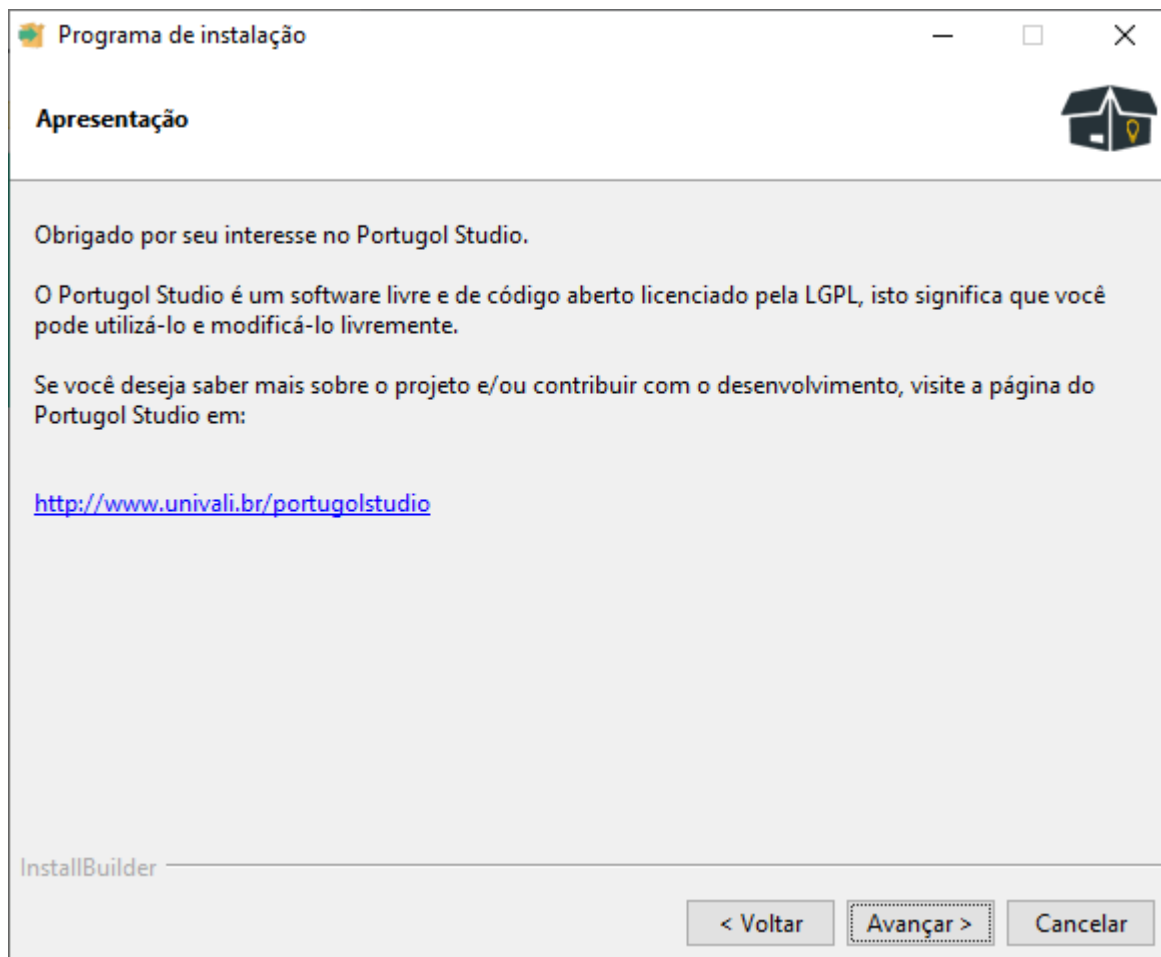 Programa de instalação
Apresentação
Obrigado por seu interesse no Portugol Studio.
O Portugol Studio é um software livre e de código aberto licenciado pela LGPL, isto significa que você
pode utilizá-lo e modificá-lo livremente.
Se você deseja saber mais sobre o projeto e/ou contribuir com o desenvolvimento, visite a página do
Portugol Studio em:
http://www.univali.br/portugolstudio
InstallBuilder
< Voltar
Avançar >
Cancelar